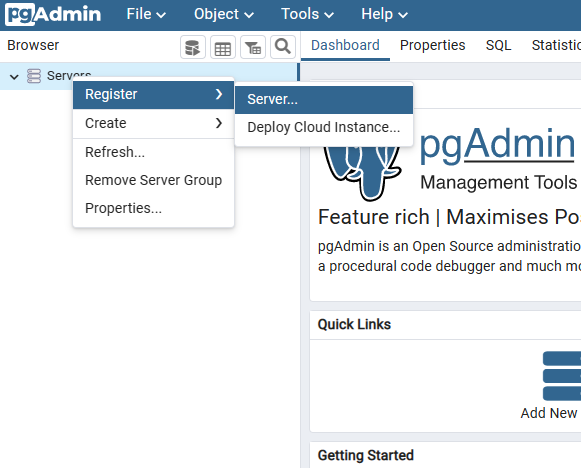 pgAdmin File Object Tools Help
Browser Dashboard Properties SQL Statistic
Servers
Register
Server...
Create
Deploy Cloud Instance...
Refresh...
Remove Server Group
Properties...
pgAdmin
Management Tools
Feature rich | Maximises Pos
pgAdmin is an Open Source administratio
a procedural code debugger and much mo
Quick Links
Add New
Getting Started